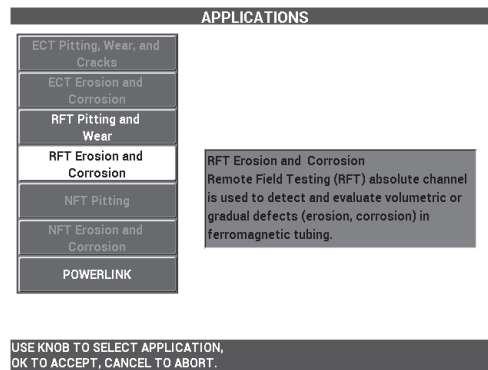 APPLICATIONS
ECT Pitting, Wear, and
Cracks
ECT Erosion and
Corrosion
RFT Pitting and
Wear
RFT Erosion and
Corrosion
NFT Pitting
NFT Erosion and
Corrosion
POWERLINK
RFT Erosion and Corrosion
Remote Field Testing (RFT) absolute channel
is used to detect and evaluate volumetric or
gradual defects (erosion, corrosion) in
ferromagnetic tubing.
USE KNOB TO SELECT APPLICATION,
OK TO ACCEPT, CANCEL TO ABORT.